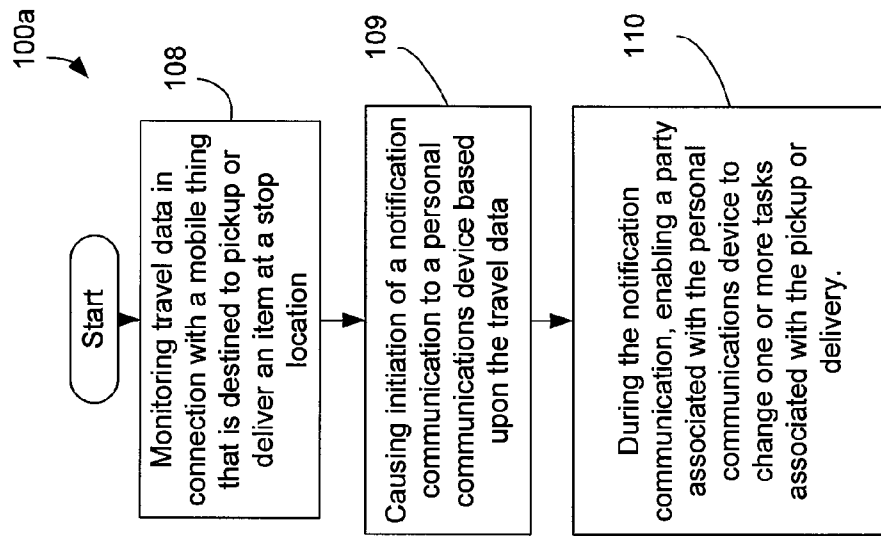 100a
Start
108
Monitoring travel data in
connection with a mobile thing
that is destined to pickup or
deliver an item at a stop
location
109
Causing initiation of a notification
communication to a personal
communications device based
upon the travel data
110
During the notification
communication, enabling a party
associated with the personal
communications device to
change one or more tasks
associated with the pickup or
delivery.